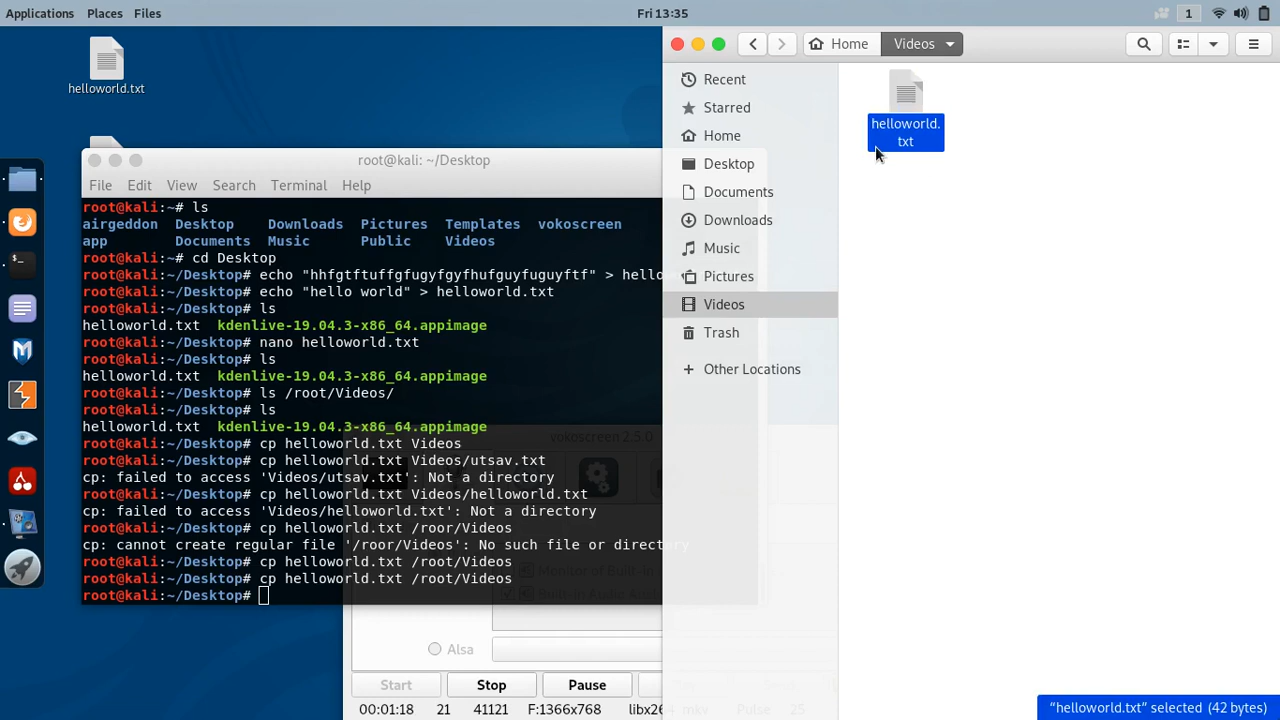 Applications Places Files
Fri 13:35
1
helloworld.txt
root@kali: ~/Desktop
File Edit View Search Terminal Help
root@kali:~# ls
airgeddon Desktop Downloads Pictures Templates vokoscreen
app Documents Music Public Videos
root@kali:~# cd Desktop
root@kali:~/Desktop# echo "hhfgtftuffgfugyfgyfhufguyfuguyftf" > hello
root@kali:~/Desktop# echo "hello world" > helloworld.txt
root@kali:~/Desktop# ls
helloworld.txt kdenlive-19.04.3-x86_64.appimage
root@kali:~/Desktop# nano helloworld.txt
root@kali:~/Desktop# ls
helloworld.txt kdenlive-19.04.3-x86_64.appimage
root@kali:~/Desktop# ls /root/Videos/
root@kali:~/Desktop# ls
helloworld.txt kdenlive-19.04.3-x86_64.appimage
root@kali:~/Desktop# cp helloworld.txt Videos
root@kali:~/Desktop# cp helloworld.txt Videos/utsav.txt
cp: failed to access 'Videos/utsav.txt': Not a directory
root@kali:~/Desktop# cp helloworld.txt Videos/helloworld.txt
cp: failed to access 'Videos/helloworld.txt': Not a directory
root@kali:~/Desktop# cp helloworld.txt /roor/Videos
cp: cannot create regular file '/roor/Videos': No such file or directory
root@kali:~/Desktop# cp helloworld.txt /root/Videos
root@kali:~/Desktop# cp helloworld.txt /root/Videos
root@kali:~/Desktop#
vokoscreen 2.5.0
Alsa
Start Stop Pause
00:01:18 21 41121 F:1366x768 libx264 Pulse 25
Home Videos
Recent
Starred
Home
Desktop
Documents
Downloads
Music
Pictures
Videos
Trash
Other Locations
helloworld.
txt
“helloworld.txt” selected (42 bytes)